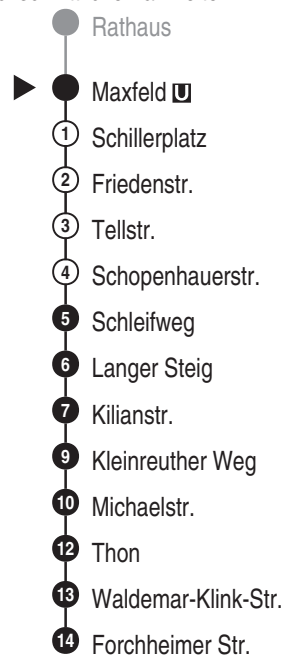 Rathaus
Maxfeld U
1 Schillerplatz
2 Friedenstr.
3 Tellstr.
4 Schopenhauerstr.
5 Schleifweg
6 Langer Steig
7 Kilianstr.
9 Kleinreuther Weg
10 Michaelstr.
12 Thon
13 Waldemar-Klink-Str.
14 Forchheimer Str.